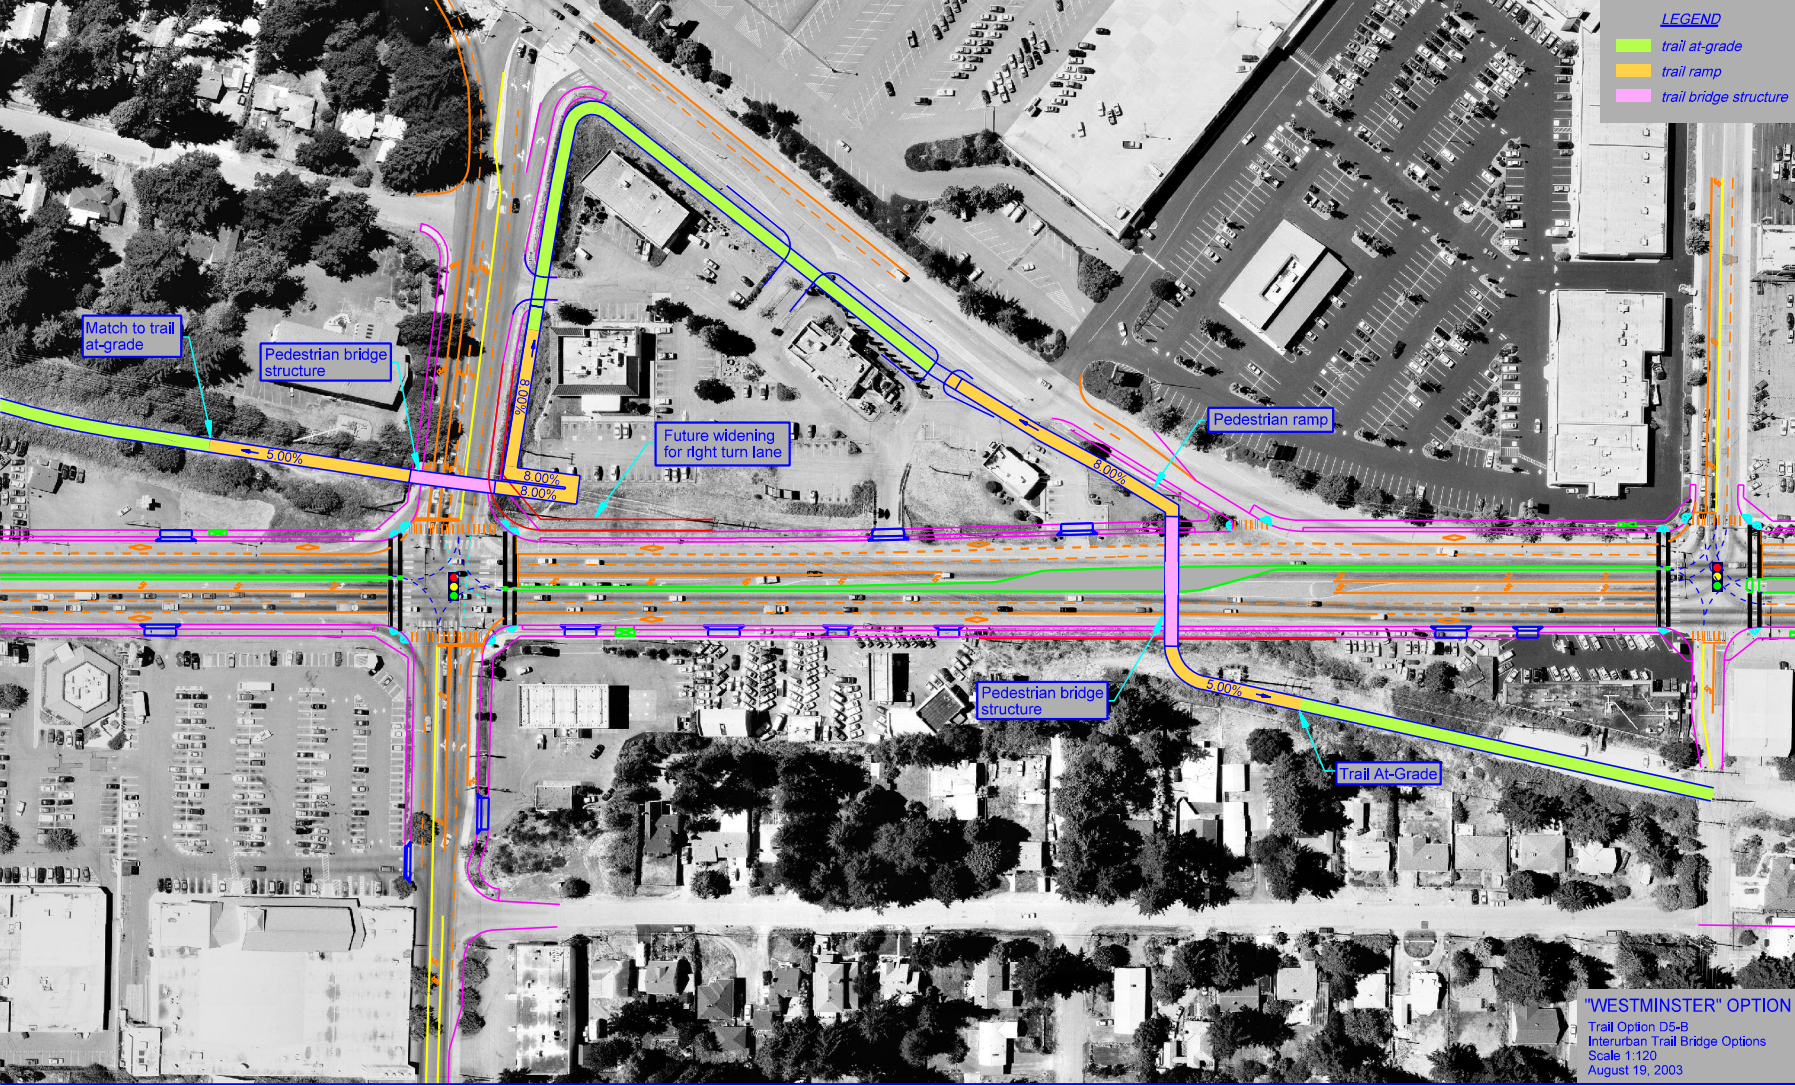 LEGEND
trail at-grade
trail ramp
trail bridge structure
Match to trail
at-grade
Pedestrian bridge
structure
8.00%
Future widening
for right turn lane
Pedestrian ramp
5.00%
8.00%
8.00%
8.00%
Pedestrian bridge
structure
5.00%
Trail At-Grade
"WESTMINSTER" OPTION
Trail Option D5-B
Interurban Trail Bridge Options
Scale 1:120
August 19, 2003